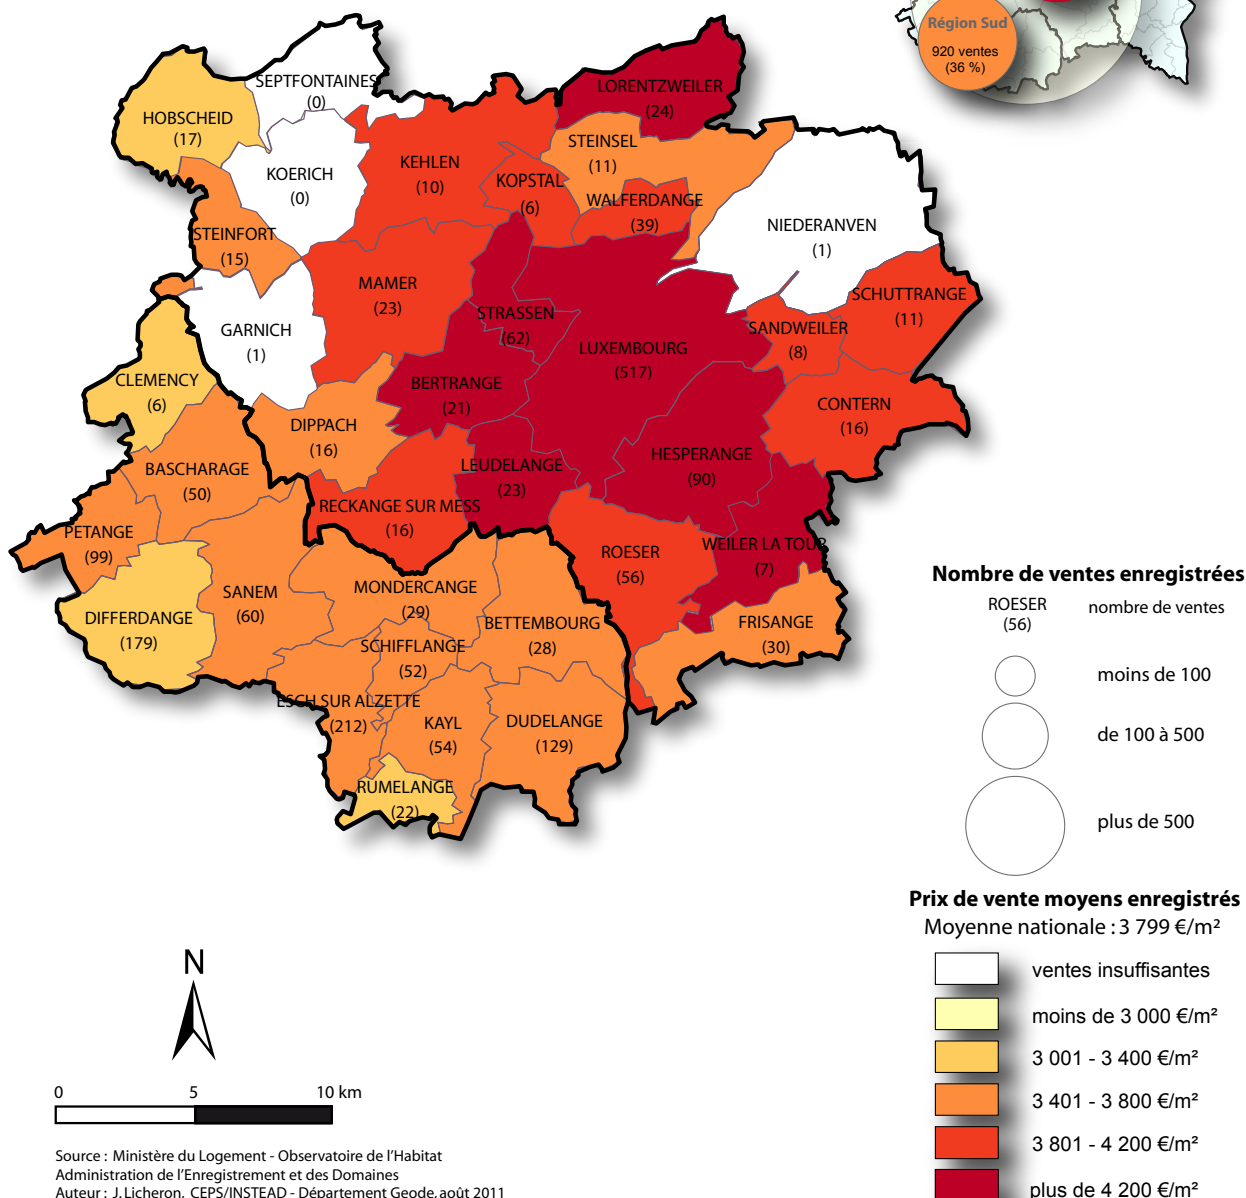 Région Sud
920 ventes
(36 %)
SEPTFONTAINES
(0)
LORENTZWEILER
(24)
HOBSCHEID
(17)
STEINSEL
(11)
KOERICH
(0)
KEHLEN
(10)
KOPSTAL
(6)
WALFERDANGE
(39)
NIEDERANVEN
(1)
STEINFORT
(15)
MAMER
(23)
SCHUTTRANGE
(11)
GARNICH
(1)
STRASSEN
(62)
SANDWEILER
(8)
LUXEMBOURG
(517)
CLEMENCY
(6)
BERTRANGE
(21)
CONTERN
(16)
DIPPACH
(16)
HESPERANGE
(90)
BASCHARAGE
(50)
LEUDELANGE
(23)
RECKANGE SUR MESS
(16)
PETANGE
(99)
ROESER
(56)
WEILER LA TOUR
(7)
SANEM
(60)
MONDERCANGE
(29)
DIFFERDANGE
(179)
BETTEMBOURG
(28)
FRISANGE
(30)
SCHIFFLANGE
(52)
ESCH SUR ALZETTE
(212)
KAYL
(54)
DUDELANGE
(129)
RUMELANGE
(22)
Nombre de ventes enregistrées
ROESER
(56)
nombre de ventes
moins de 100
de 100 à 500
plus de 500
Prix de vente moyens enregistrés
Moyenne nationale : 3 799 €/m²
ventes insuffisantes
moins de 3 000 €/m²
3 001 - 3 400 €/m²
3 401 - 3 800 €/m²
3 801 - 4 200 €/m²
plus de 4 200 €/m²
N
0 5 10 km
Source : Ministère du Logement - Observatoire de l'Habitat
Administration de l'Enregistrement et des Domaines
Auteur : J. Licheron, CEPS/INSTEAD - Département Geode, août 2011